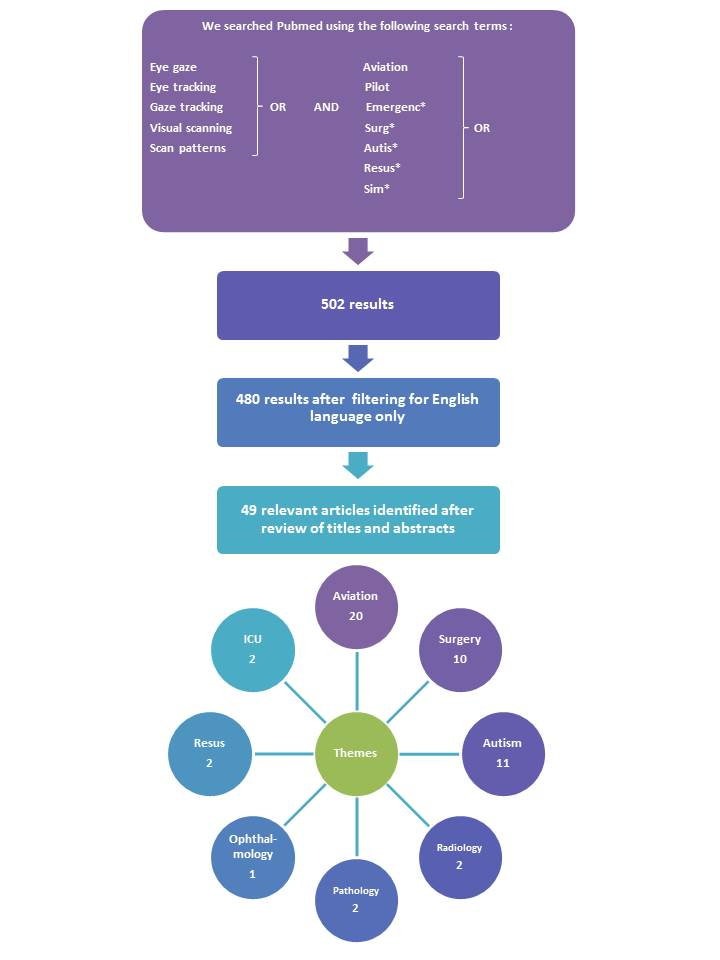 We searched Pubmed using the following search terms :
Eye gaze
Eye tracking
Gaze tracking
Visual scanning
Scan patterns
OR
AND
Aviation
Pilot
Emergenc*
Surg*
Autis*
Resus*
Sim*
OR
502 results
480 results after filtering for English
language only
49 relevant articles identified after
review of titles and abstracts
Aviation
20
Surgery
10
Autism
11
Radiology
2
Pathology
2
Ophthal-
mology
1
Resus
2
ICU
2
Themes